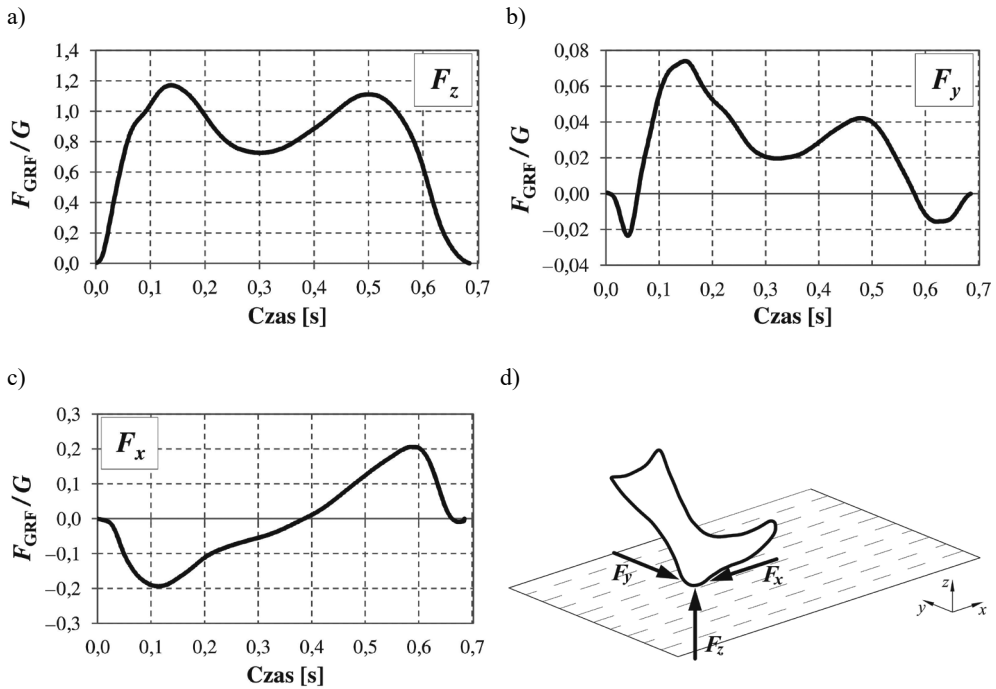 a)
F_z
F_GRF / G
1,4
1,2
1,0
0,8
0,6
0,4
0,2
0,0
0,0 0,1 0,2 0,3 0,4 0,5 0,6 0,7
Czas [s]
b)
F_y
F_GRF / G
0,08
0,06
0,04
0,02
0,00
−0,02
−0,04
0,0 0,1 0,2 0,3 0,4 0,5 0,6 0,7
Czas [s]
c)
F_x
F_GRF / G
0,3
0,2
0,1
0,0
−0,1
−0,2
−0,3
0,0 0,1 0,2 0,3 0,4 0,5 0,6 0,7
Czas [s]
d)
F_y
F_x
F_z
z
y
x